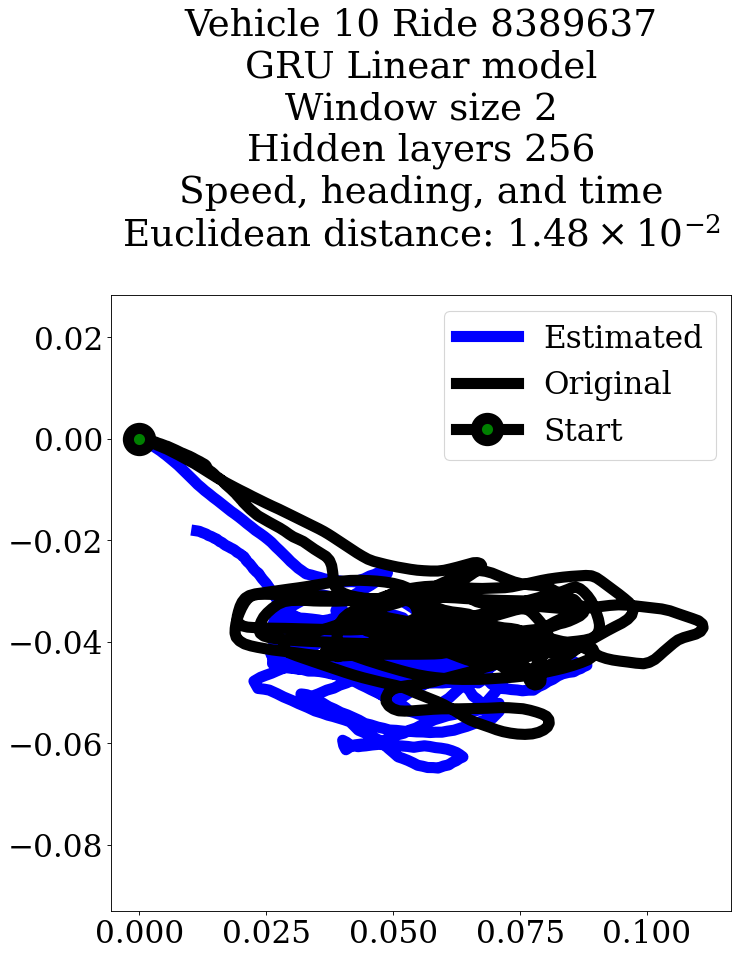 Vehicle 10 Ride 8389637
GRU Linear model
Window size 2
Hidden layers 256
Speed, heading, and time
Euclidean distance: 1.48 × 10⁻²
Estimated
Original
Start
0.02
0.00
−0.02
−0.04
−0.06
−0.08
0.000 0.025 0.050 0.075 0.100